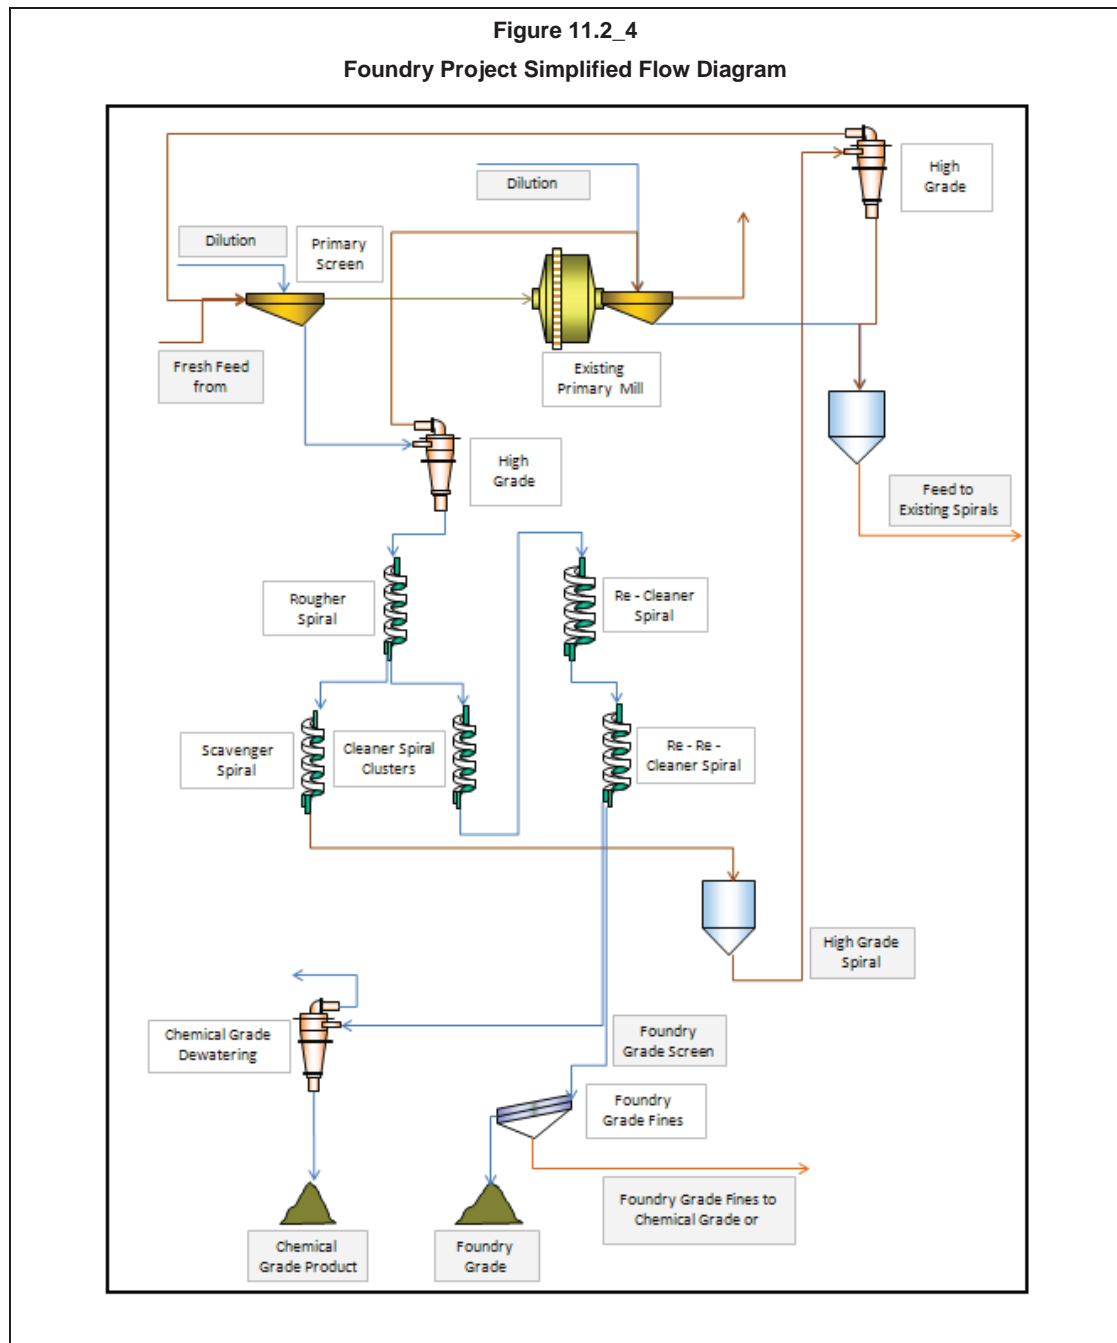 Figure 11.2_4
Foundry Project Simplified Flow Diagram
High
Grade
Dilution
Dilution
Primary
Screen
Fresh Feed
from
Existing
Primary Mill
High
Grade
Feed to
Existing Spirals
Rougher
Spiral
Re - Cleaner
Spiral
Scavenger
Spiral
Cleaner Spiral
Clusters
Re - Re -
Cleaner Spiral
High Grade
Spiral
Chemical Grade
Dewatering
Foundry
Grade Screen
Foundry
Grade Fines
Foundry Grade Fines to
Chemical Grade or
Chemical
Grade Product
Foundry
Grade